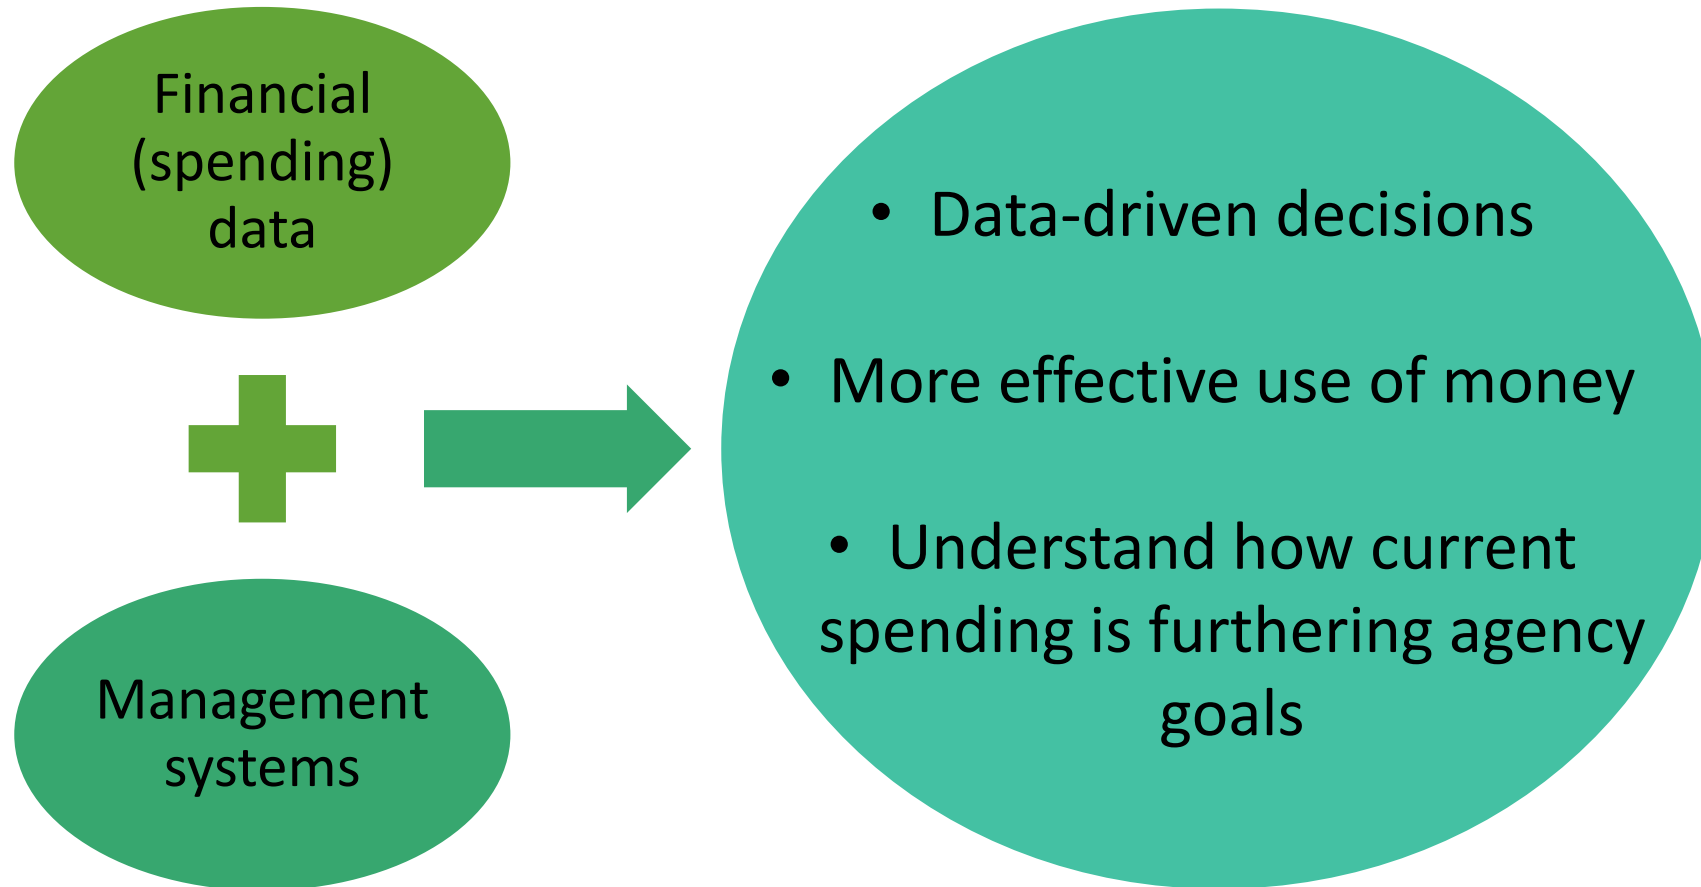 Financial
(spending)
data
Management
systems
• Data-driven decisions
• More effective use of money
• Understand how current
spending is furthering agency
goals